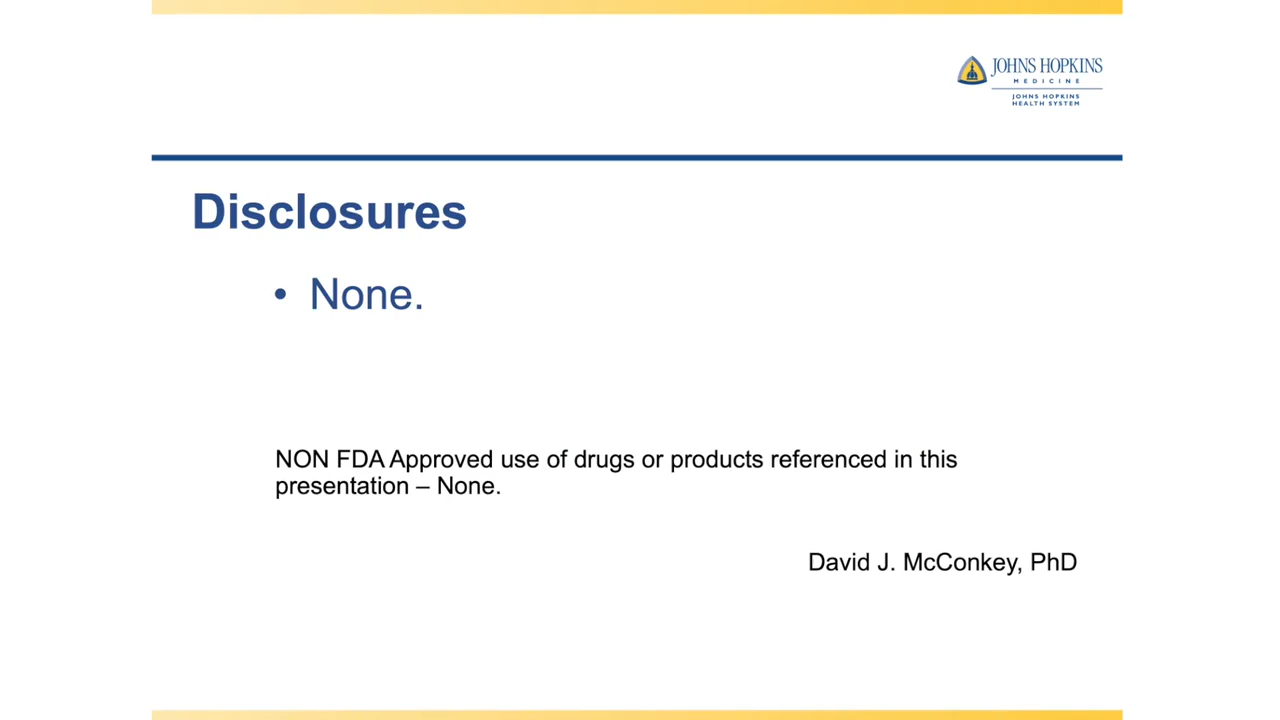 JOHNS HOPKINS
MEDICINE
JOHNS HOPKINS
HEALTH SYSTEM
Disclosures
• None.
NON FDA Approved use of drugs or products referenced in this
presentation – None.
David J. McConkey, PhD